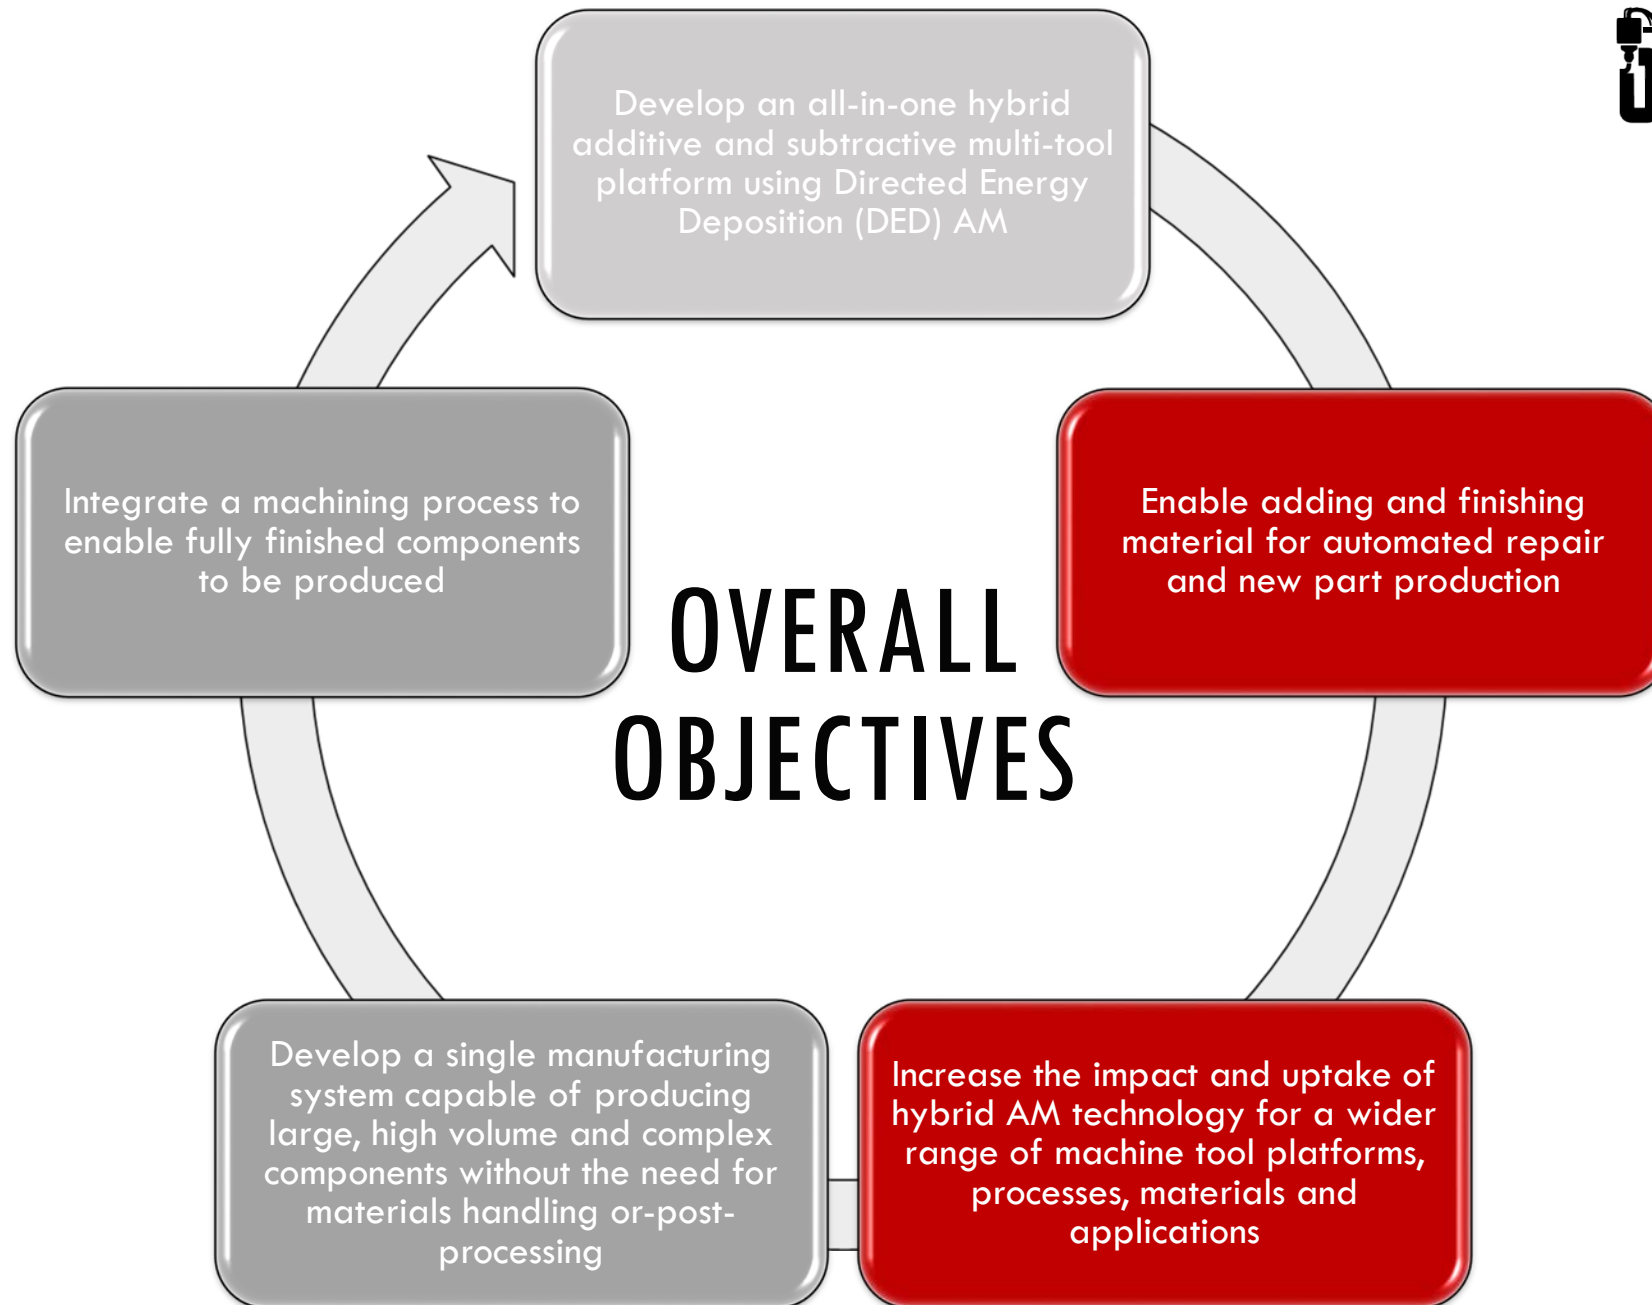 Develop an all-in-one hybrid
additive and subtractive multi-tool
platform using Directed Energy
Deposition (DED) AM
Enable adding and finishing
material for automated repair
and new part production
Increase the impact and uptake of
hybrid AM technology for a wider
range of machine tool platforms,
processes, materials and
applications
Develop a single manufacturing
system capable of producing
large, high volume and complex
components without the need for
materials handling or-post-
processing
Integrate a machining process to
enable fully finished components
to be produced
OVERALL
OBJECTIVES